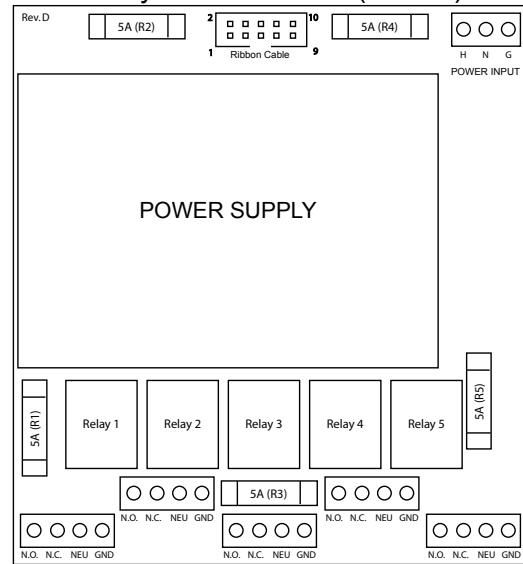 Rev.D
5A (R2)
2
10
5A (R4)
1
Ribbon Cable
9
H N G
POWER INPUT
POWER SUPPLY
5A (R1)
Relay 1
Relay 2
Relay 3
Relay 4
Relay 5
5A (R5)
5A (R3)
N.O. N.C. NEU GND
N.O. N.C. NEU GND
N.O. N.C. NEU GND
N.O. N.C. NEU GND
N.O. N.C. NEU GND